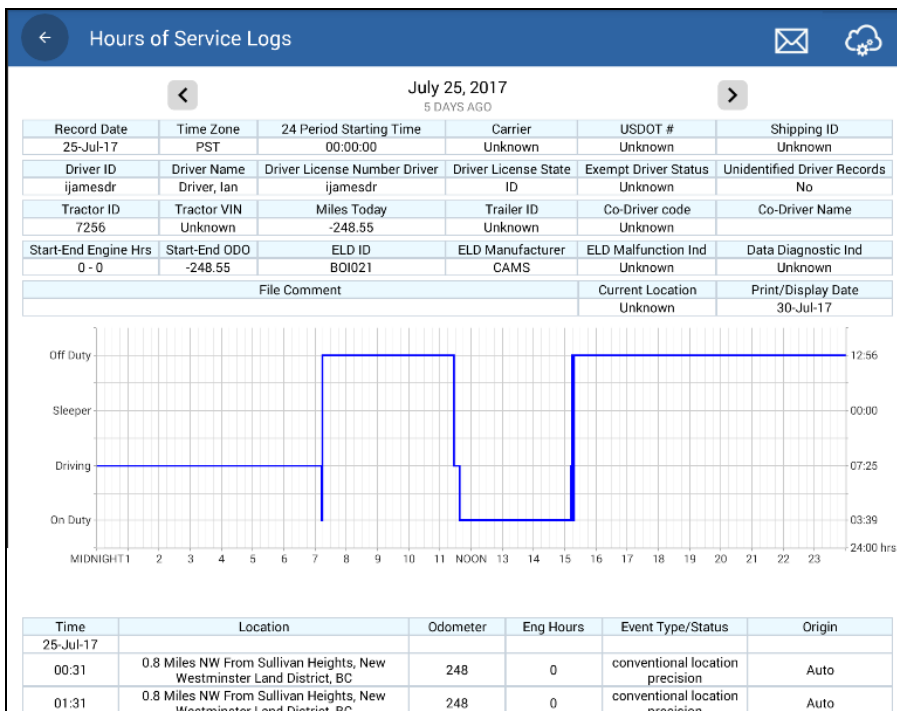 Hours of Service Logs
July 25, 2017
5 DAYS AGO
Record Date Time Zone 24 Period Starting Time Carrier USDOT # Shipping ID
25-Jul-17 PST 00:00:00 Unknown Unknown Unknown
Driver ID Driver Name Driver License Number Driver Driver License State Exempt Driver Status Unidentified Driver Records
ijamesdr Driver, Ian ijamesdr ID Unknown No
Tractor ID Tractor VIN Miles Today Trailer ID Co-Driver code Co-Driver Name
7256 Unknown -248.55 Unknown Unknown
Start-End Engine Hrs Start-End ODO ELD ID ELD Manufacturer ELD Malfunction Ind Data Diagnostic Ind
0 - 0 -248.55 BOI021 CAMS Unknown Unknown
File Comment Current Location Print/Display Date
Unknown 30-Jul-17
Off Duty 12:56
Sleeper 00:00
Driving 07:25
On Duty 03:39
24:00 hrs
MIDNIGHT 1 2 3 4 5 6 7 8 9 10 11 NOON 13 14 15 16 17 18 19 20 21 22 23
Time Location Odometer Eng Hours Event Type/Status Origin
25-Jul-17
00:31 0.8 Miles NW From Sullivan Heights, New Westminster Land District, BC 248 0 conventional location precision Auto
01:31 0.8 Miles NW From Sullivan Heights, New Westminster Land District, BC 248 0 conventional location precision Auto